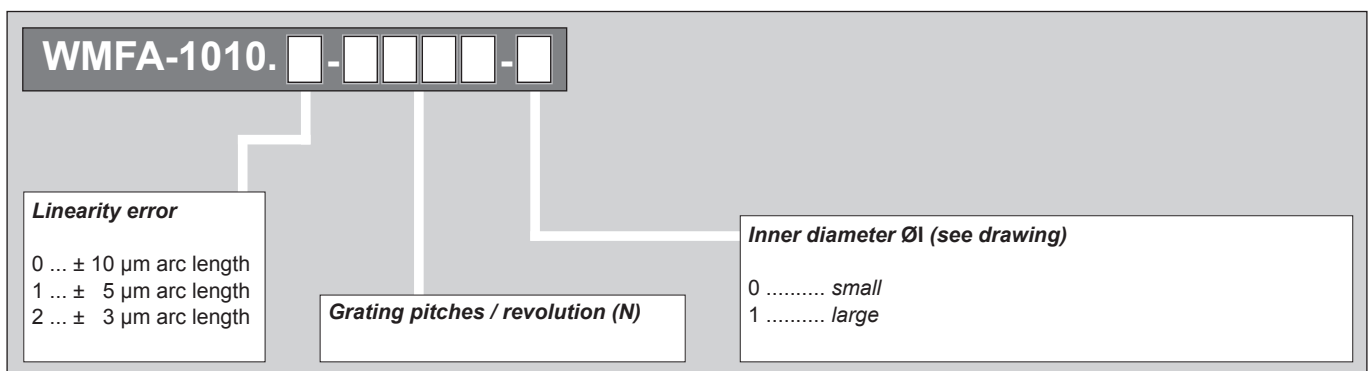 WMFA-1010. - -
Linearity error
0 ... ± 10 µm arc length
1 ... ± 5 µm arc length
2 ... ± 3 µm arc length
Grating pitches / revolution (N)
Inner diameter ØI (see drawing)
0 .......... small
1 .......... large